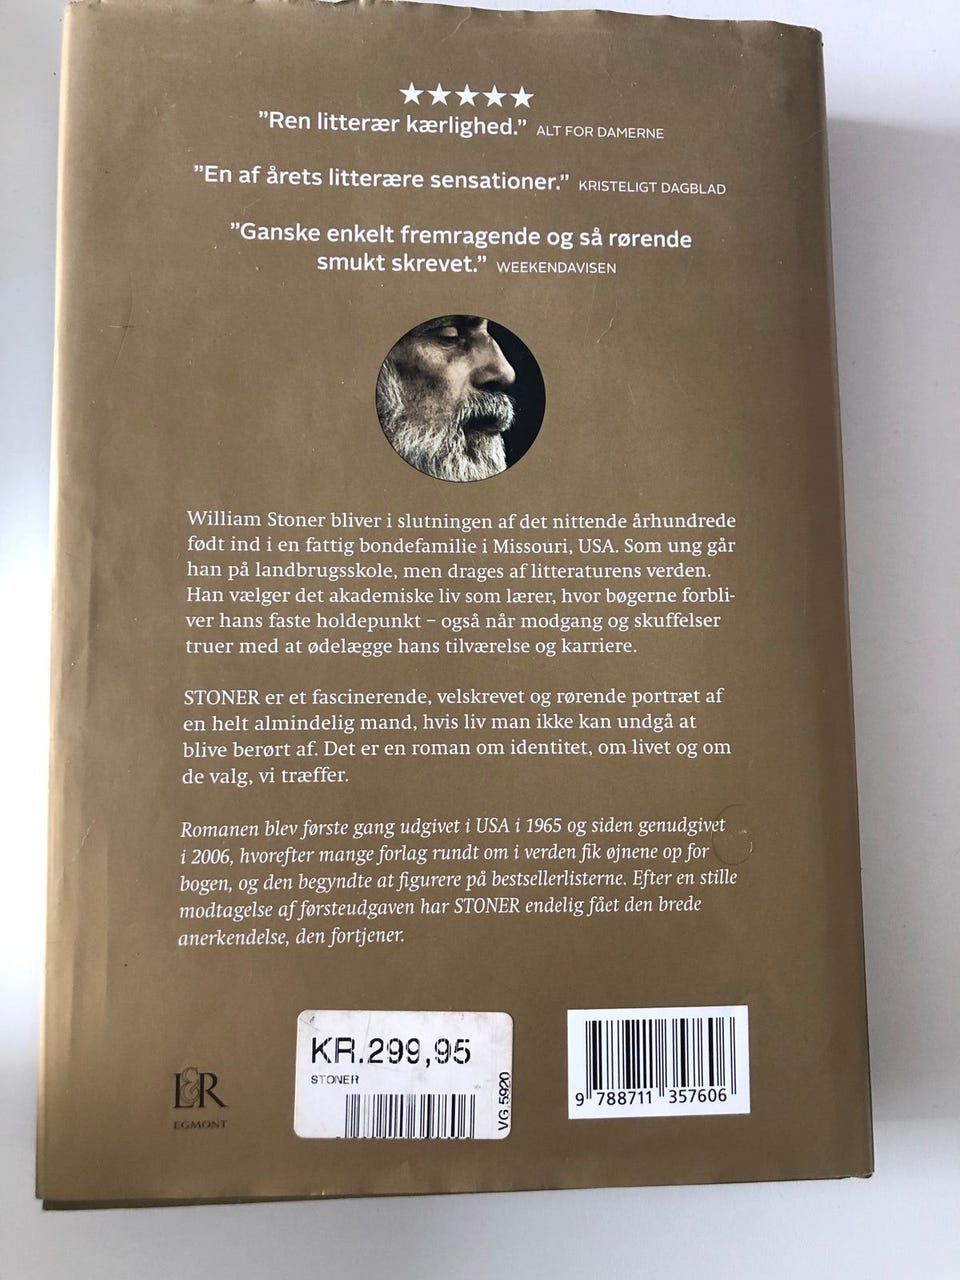 ★★★★★
”Ren litterær kærlighed.” ALT FOR DAMERNE
”En af årets litterære sensationer.” KRISTELIGT DAGBLAD
”Ganske enkelt fremragende og så rørende
smukt skrevet.” WEEKENDAVISEN
William Stoner bliver i slutningen af det nittende århundrede
født ind i en fattig bondefamilie i Missouri, USA. Som ung går
han på landbrugsskole, men drages af litteraturens verden.
Han vælger det akademiske liv som lærer, hvor bøgerne forbli-
ver hans faste holdepunkt – også når modgang og skuffelser
truer med at ødelægge hans tilværelse og karriere.
STONER er et fascinerende, velskrevet og rørende portræt af
en helt almindelig mand, hvis liv man ikke kan undgå at
blive berørt af. Det er en roman om identitet, om livet og om
de valg, vi træffer.
Romanen blev første gang udgivet i USA i 1965 og siden genudgivet
i 2006, hvorefter mange forlag rundt om i verden fik øjnene op for
bogen, og den begyndte at figurere på bestsellerlisterne. Efter en stille
modtagelse af førsteudgaven har STONER endelig fået den brede
anerkendelse, den fortjener.
L&R
EGMONT
KR.299,95
STONER
VG.5920
9 788711 357606